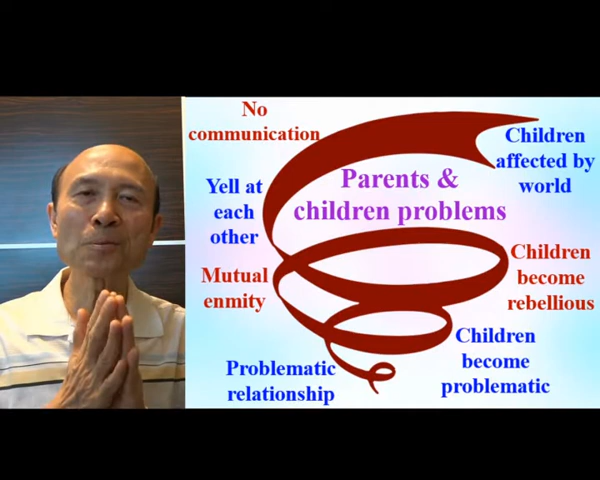 No
communication
Children
affected by
world
Parents &
children problems
Yell at
each
other
Mutual
enmity
Children
become
rebellious
Children
become
problematic
Problematic
relationship